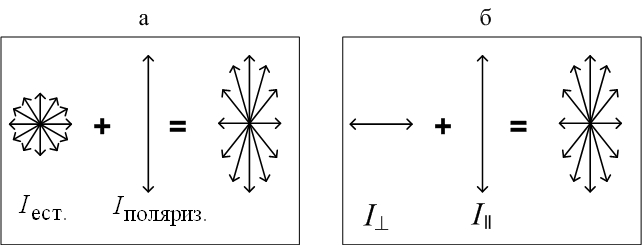 а
б
+
=
+
=
Iест.
Iполяриз.
I⊥
I∥